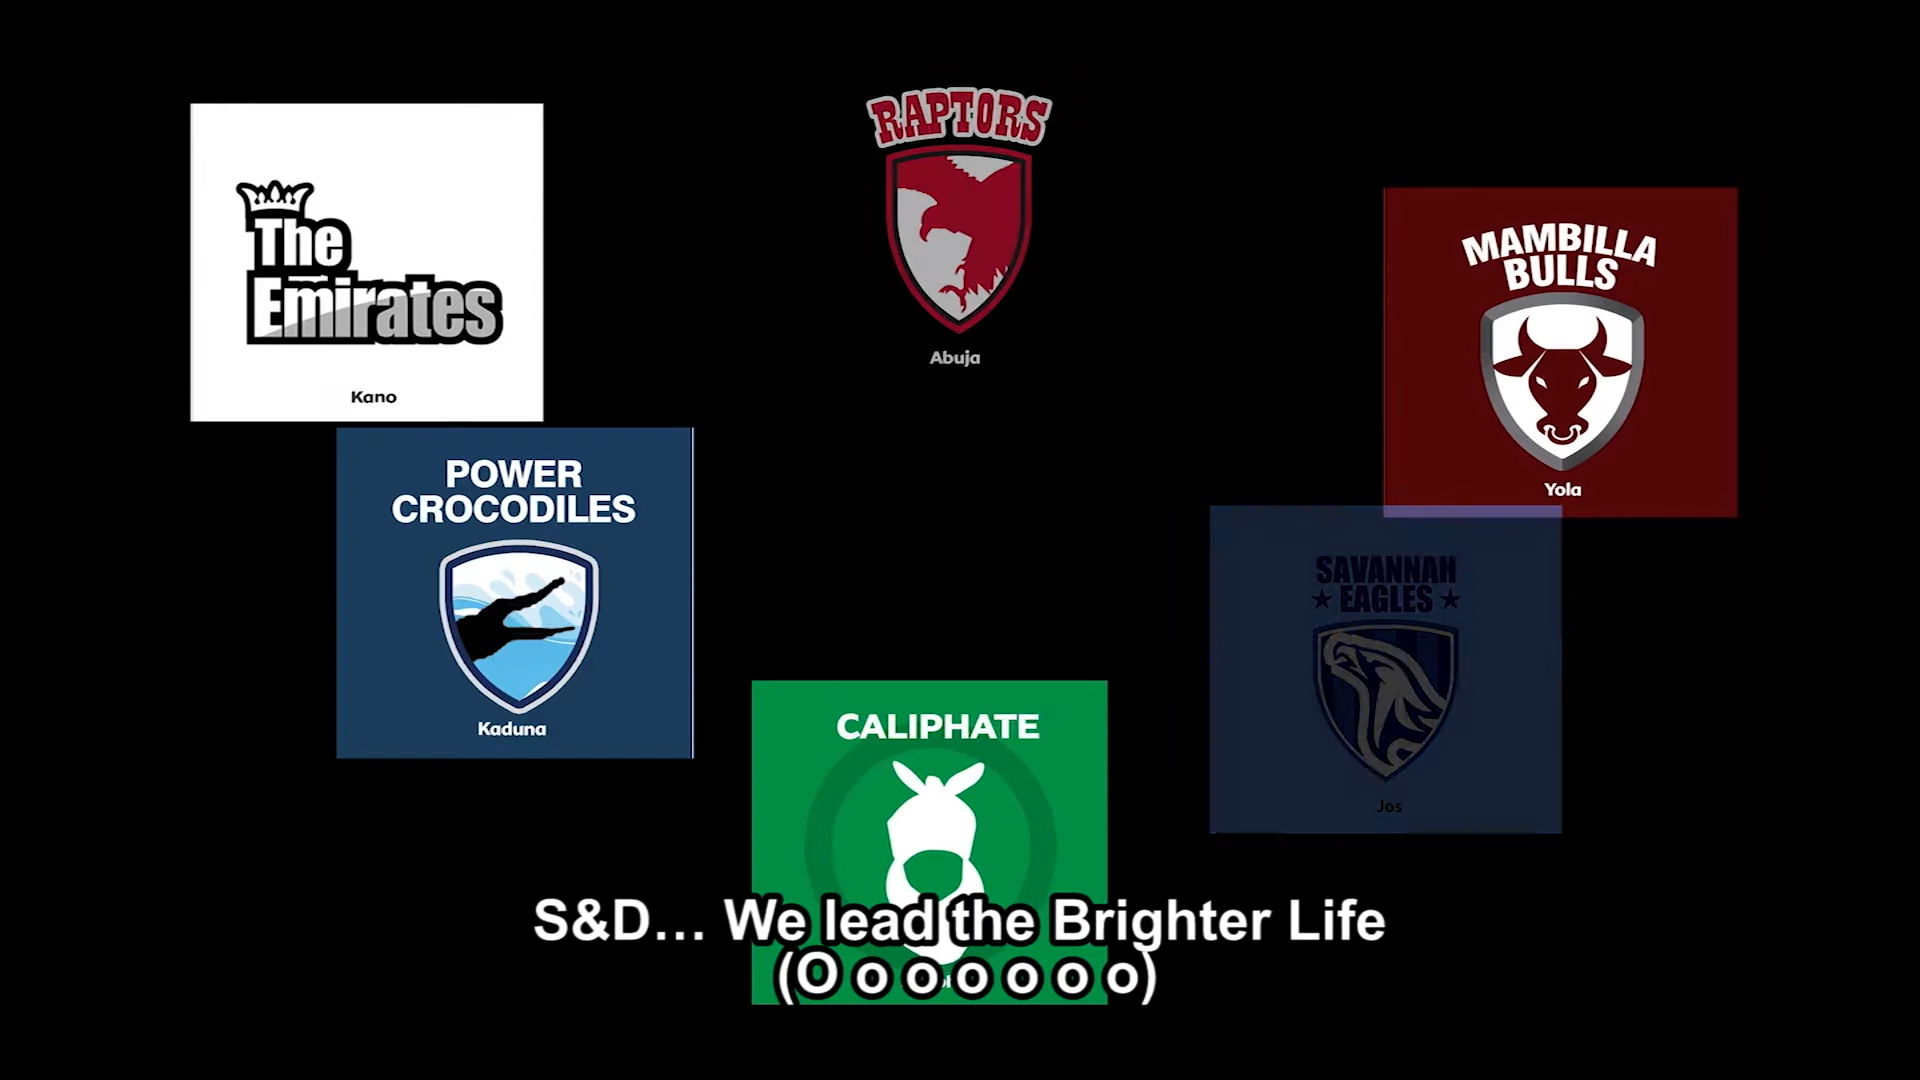 RAPTORS
Abuja
The
Emirates
Kano
MAMBILLA
BULLS
Yola
POWER
CROCODILES
Kaduna
SAVANNAH
EAGLES
Jos
CALIPHATE
S&D... We lead the Brighter Life
(O o o o o o o)